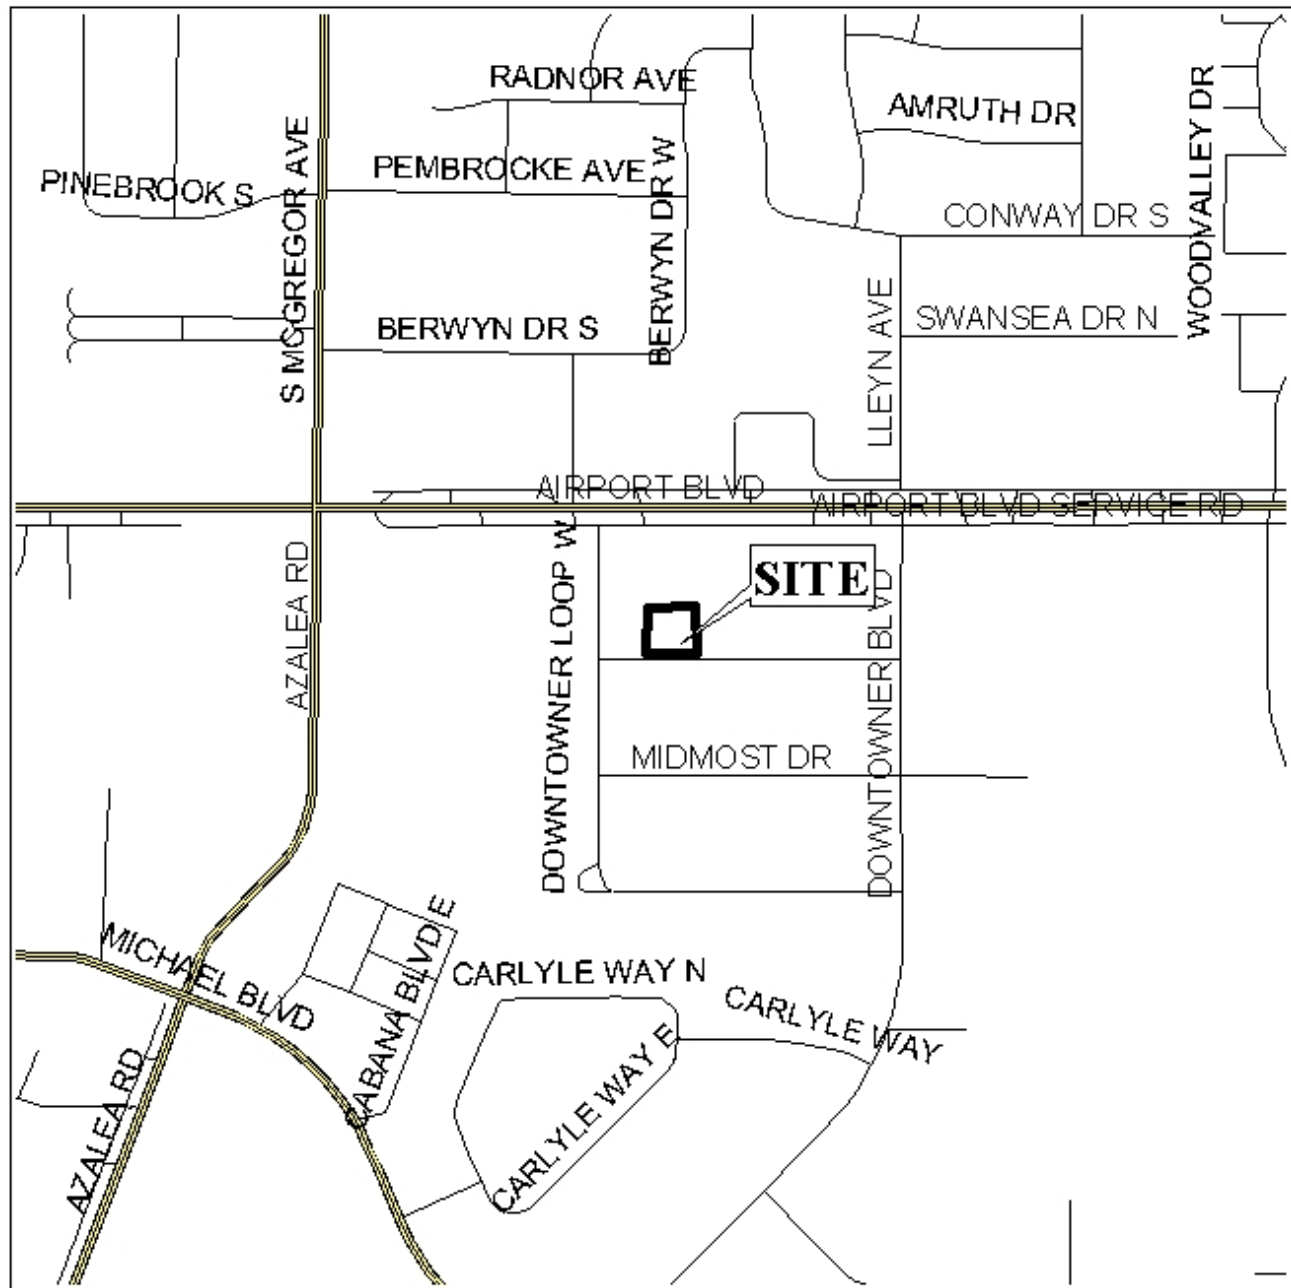 RADNOR AVE
AMRUTH DR
WOODVALLEY DR
S MCGREGOR AVE
PEMBROCKE AVE
PINEBROOK S
BERWYN DR W
CONWAY DR S
LLEYN AVE
SWANSEA DR N
BERWYN DR S
AIRPORT BLVD
AIRPORT BLVD SERVICE RD
DOWNTOWNER LOOP W
AZALEA RD
SITE
DOWNTOWNER BLVD
MIDMOST DR
MICHAEL BLVD
CABANA BLVD E
CARLYLE WAY N
CARLYLE WAY
CARLYLE WAY E
AZALEA RD